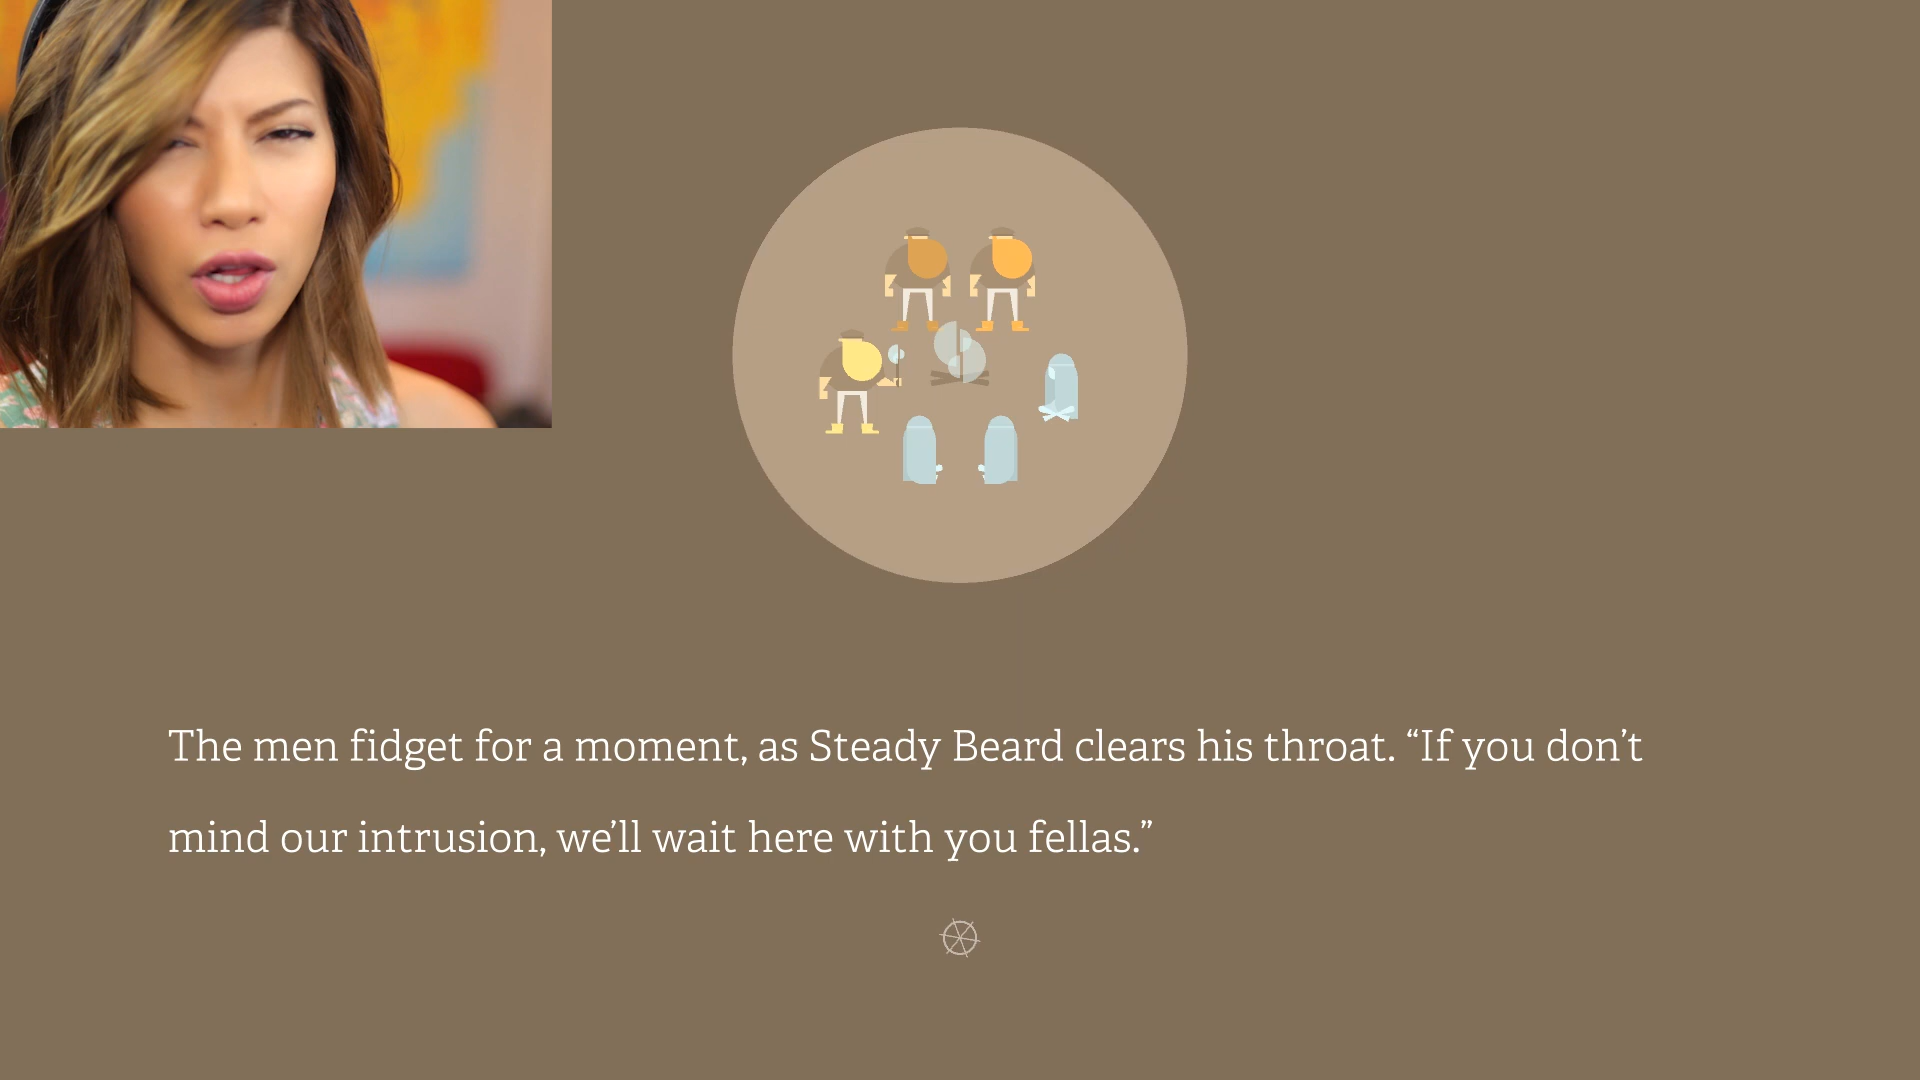 The men fidget for a moment, as Steady Beard clears his throat. “If you don’t
mind our intrusion, we’ll wait here with you fellas.”